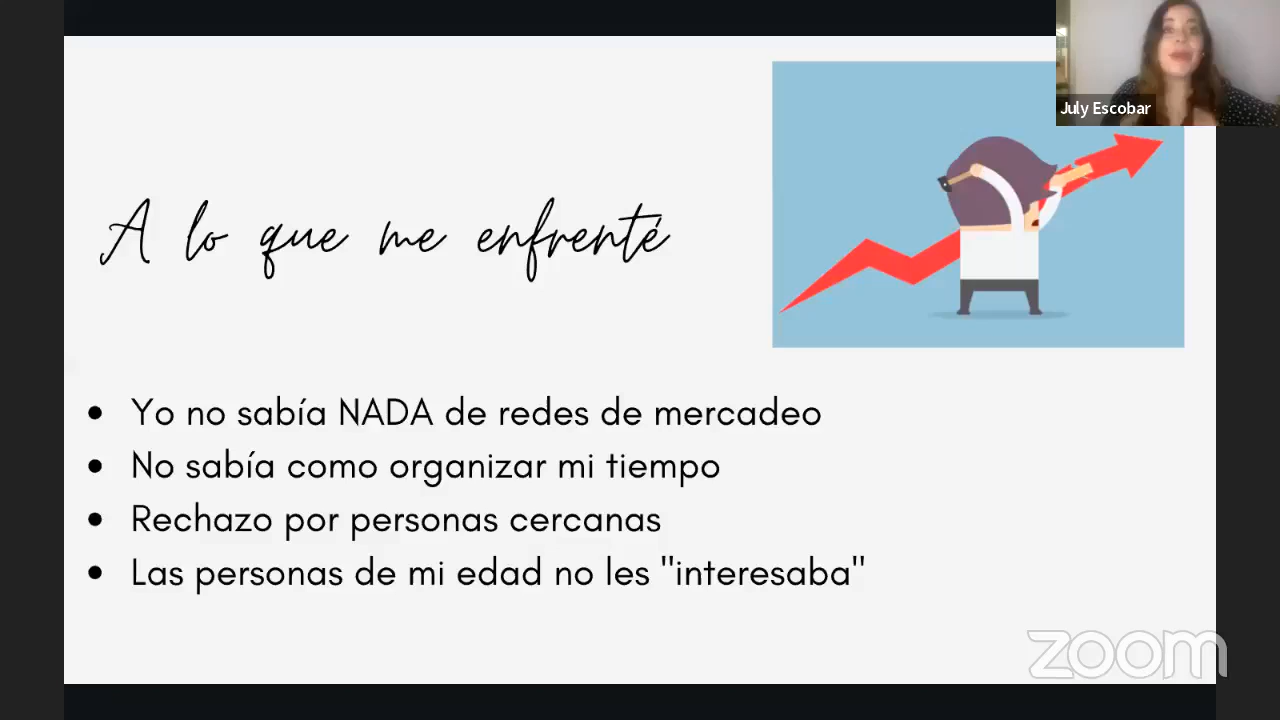 July Escobar
A lo que me enfrenté
Yo no sabía NADA de redes de mercadeo
No sabía como organizar mi tiempo
Rechazo por personas cercanas
Las personas de mi edad no les "interesaba"
zoom